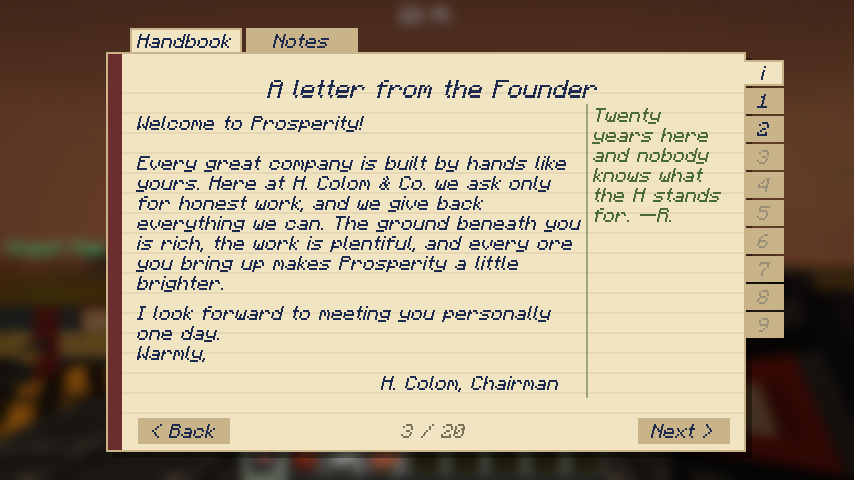 Handbook
Notes
i
1
2
3
4
5
6
7
8
9
A letter from the Founder
Welcome to Prosperity!
Every great company is built by hands like
yours. Here at H. Colom & Co. we ask only
for honest work, and we give back
everything we can. The ground beneath you
is rich, the work is plentiful, and every ore
you bring up makes Prosperity a little
brighter.
I look forward to meeting you personally
one day.
Warmly,
H. Colom, Chairman
Twenty
years here
and nobody
knows what
the H stands
for. —R.
< Back
3 / 20
Next >